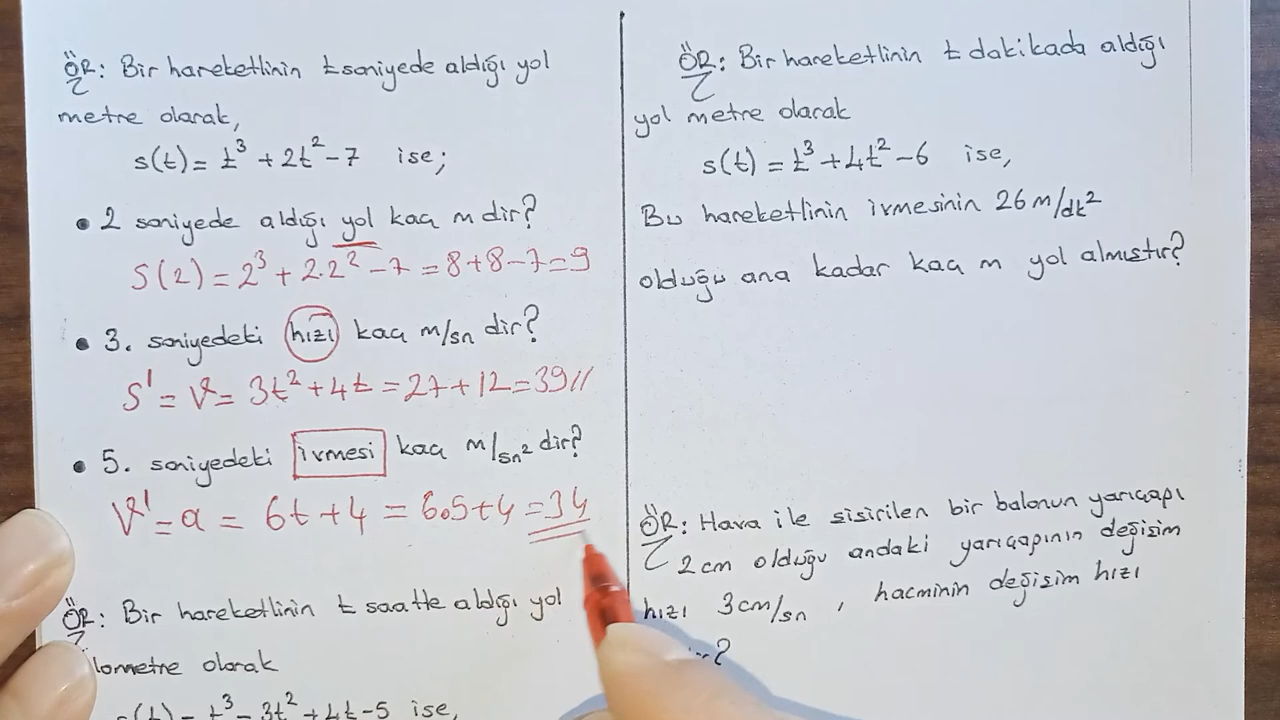 ÖR: Bir hareketlinin t saniyede aldığı yol
metre olarak,
s(t) = t³ + 2t² - 7 ise;
• 2 saniyede aldığı yol kaç m dir?
S(2) = 2³ + 2.2² - 7 = 8 + 8 - 7 = 9
• 3. saniyedeki hızı kaç m/sn dir?
S' = V = 3t² + 4t = 27 + 12 = 39 //
• 5. saniyedeki ivmesi kaç m/sn² dir?
V' = a = 6t + 4 = 6.5 + 4 = 34
ÖR: Bir hareketlinin t saatte aldığı yol
lometre olarak
s(t) = t³ - 3t² + 4t - 5 ise,
ÖR: Bir hareketlinin t dakikada aldığı
yol metre olarak
s(t) = t³ + 4t² - 6 ise,
Bu hareketlinin ivmesinin 26 m/dk²
olduğu ana kadar kaç m yol almıştır?
ÖR: Hava ile şişirilen bir balonun yarıçapı
2 cm olduğu andaki yarıçapının değişim
hızı 3 cm/sn, hacminin değişim hızı